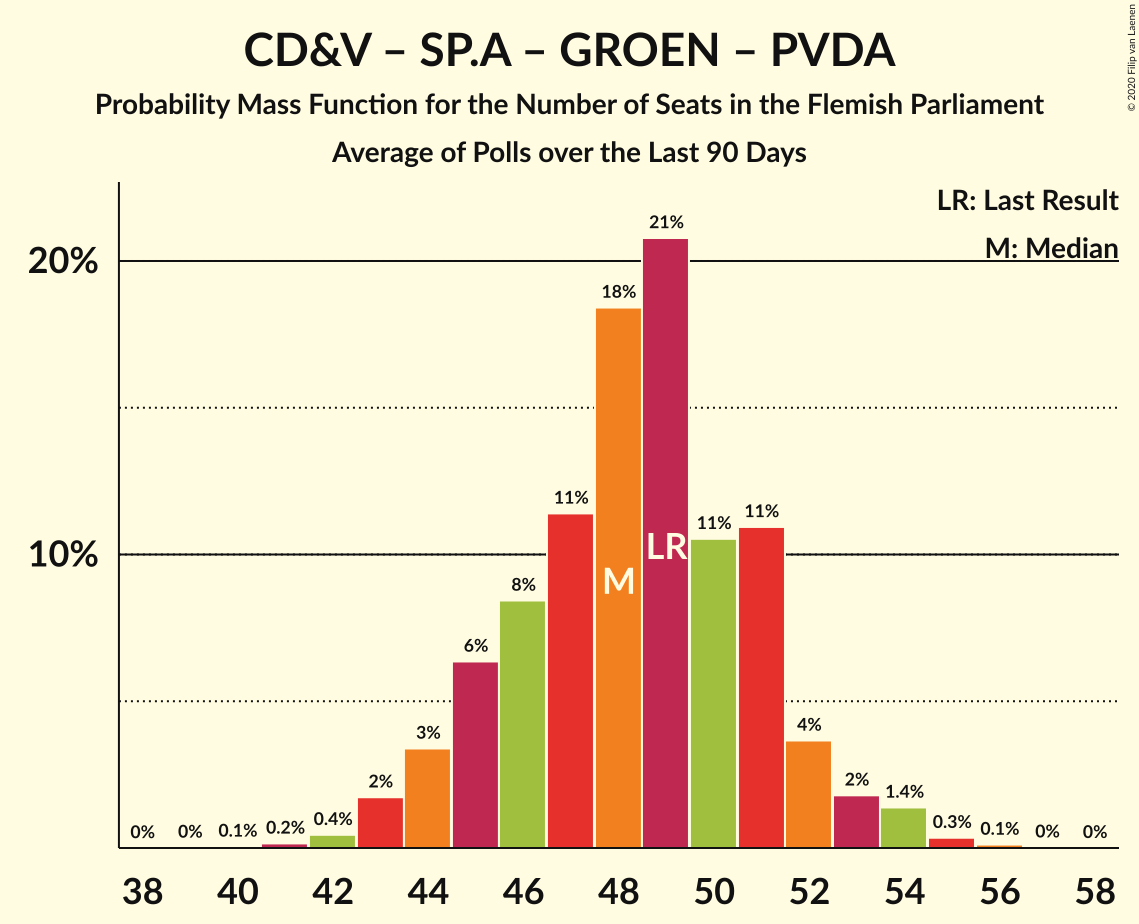 CD&V – SP.A – GROEN – PVDA
Probability Mass Function for the Number of Seats in the Flemish Parliament
Average of Polls over the Last 90 Days
© 2020 Filip van Laenen
LR: Last Result
M: Median
20%
10%
0%
0%
0.1%
0.2%
0.4%
2%
3%
6%
8%
11%
18%
21%
11%
11%
4%
2%
1.4%
0.3%
0.1%
0%
0%
M
LR
38 40 42 44 46 48 50 52 54 56 58